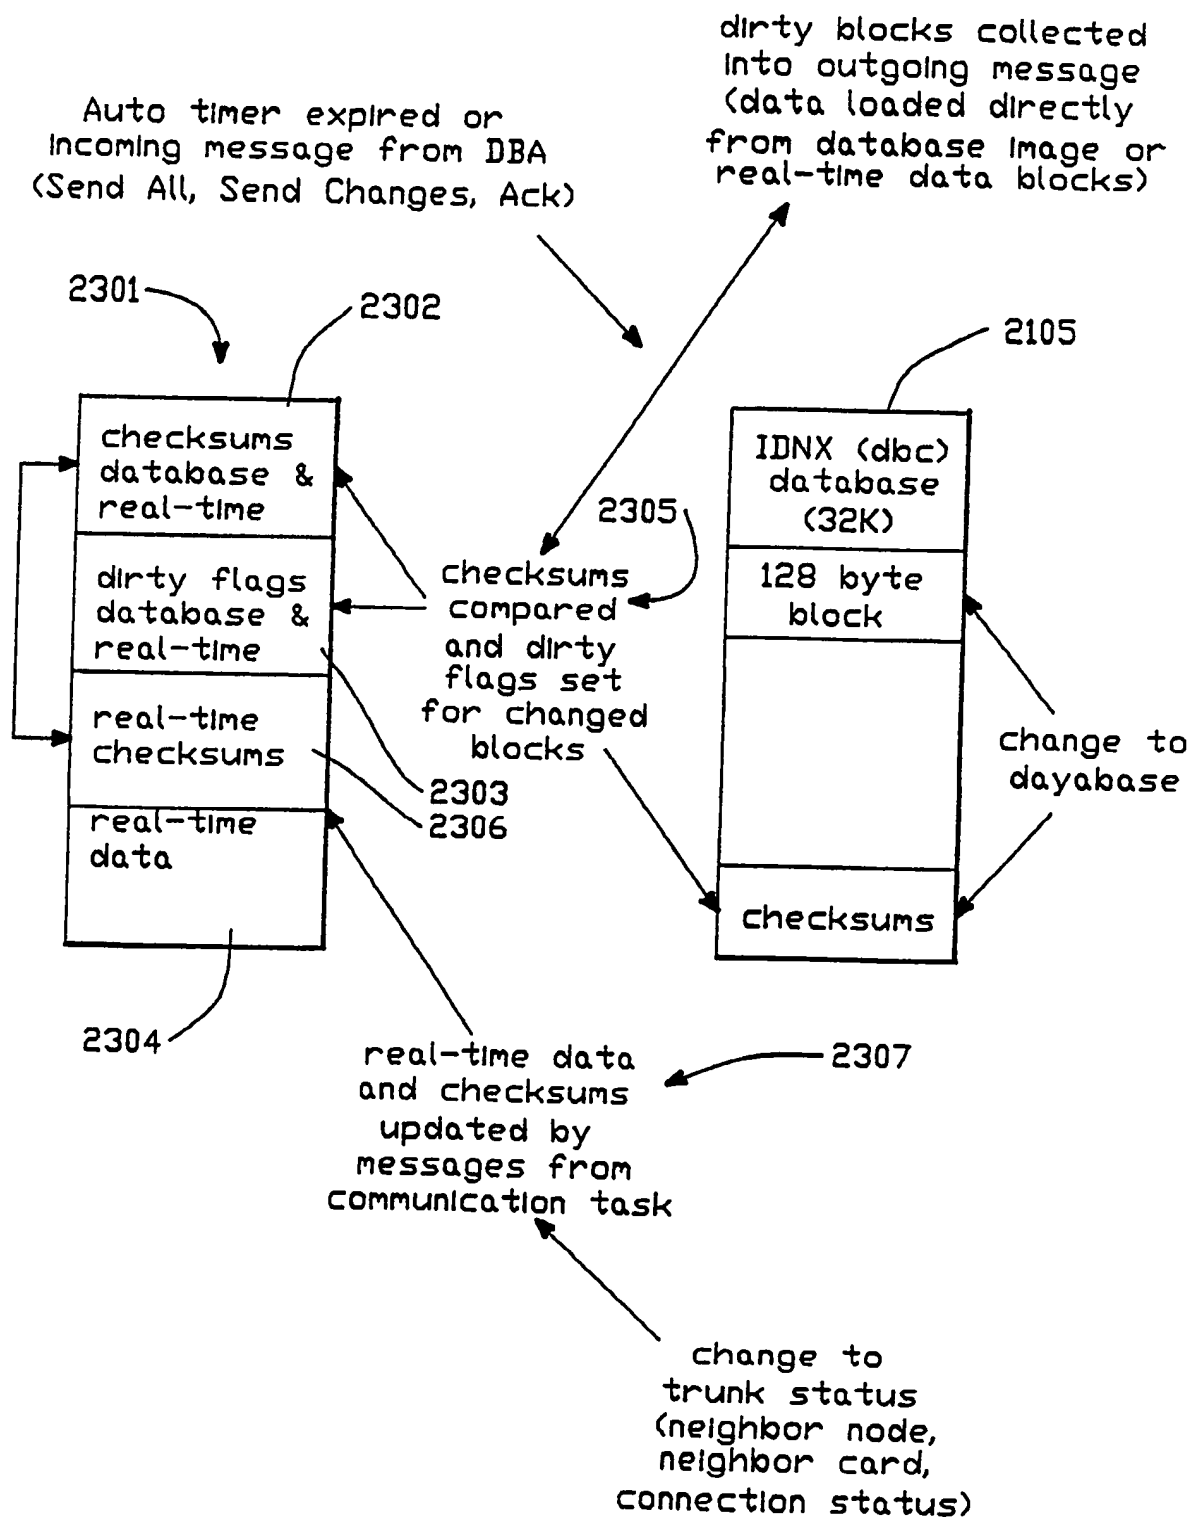 dirty blocks collected
into outgoing message
(data loaded directly
from database image or
real-time data blocks)
Auto timer expired or
incoming message from DBA
(Send All, Send Changes, Ack)
2301
2302
2105
checksums
database &
real-time
dirty flags
database &
real-time
real-time
checksums
real-time
data
2305
checksums
compared
and dirty
flags set
for changed
blocks
IDNX (dbc)
database
(32K)
128 byte
block
checksums
change to
dayabase
2303
2306
2304
real-time data
and checksums
updated by
messages from
communication task
2307
change to
trunk status
(neighbor node,
neighbor card,
connection status)